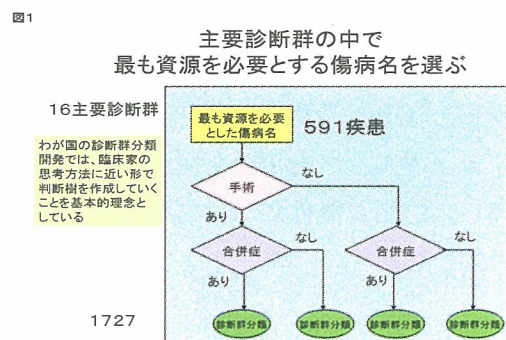 図1
主要診断群の中で
最も資源を必要とする傷病名を選ぶ
16主要診断群
最も資源を必要
とした傷病名
591疾患
わが国の診断群分類
開発では、臨床家の
思考方法に近い形で
判断樹を作成していく
ことを基本的理念と
している
手術
なし
あり
合併症
なし
合併症
なし
あり
あり
診断群分類
診断群分類
診断群分類
診断群分類
1727